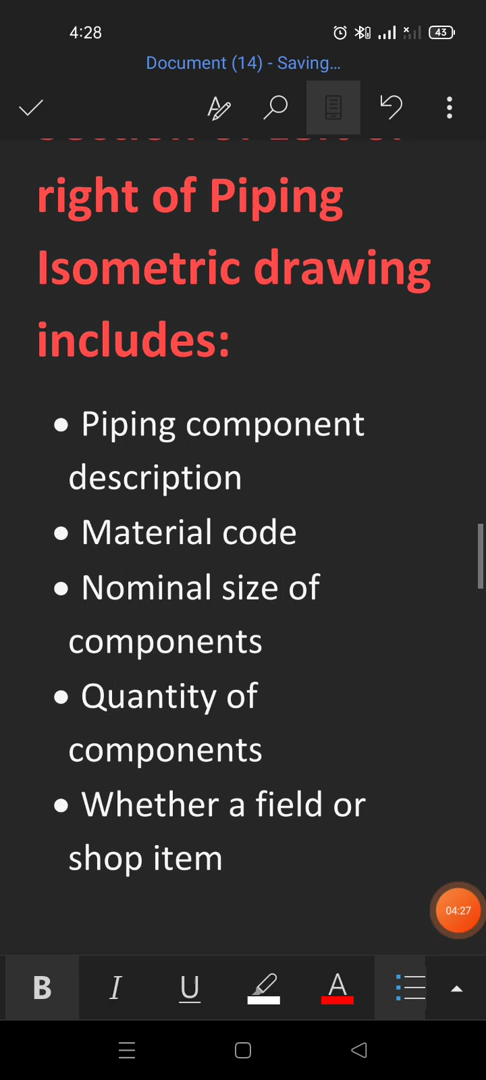 4:28
43
Document (14) - Saving...
right of Piping
Isometric drawing
includes:
• Piping component
description
• Material code
• Nominal size of
components
• Quantity of
components
• Whether a field or
shop item
04:27
B I U A